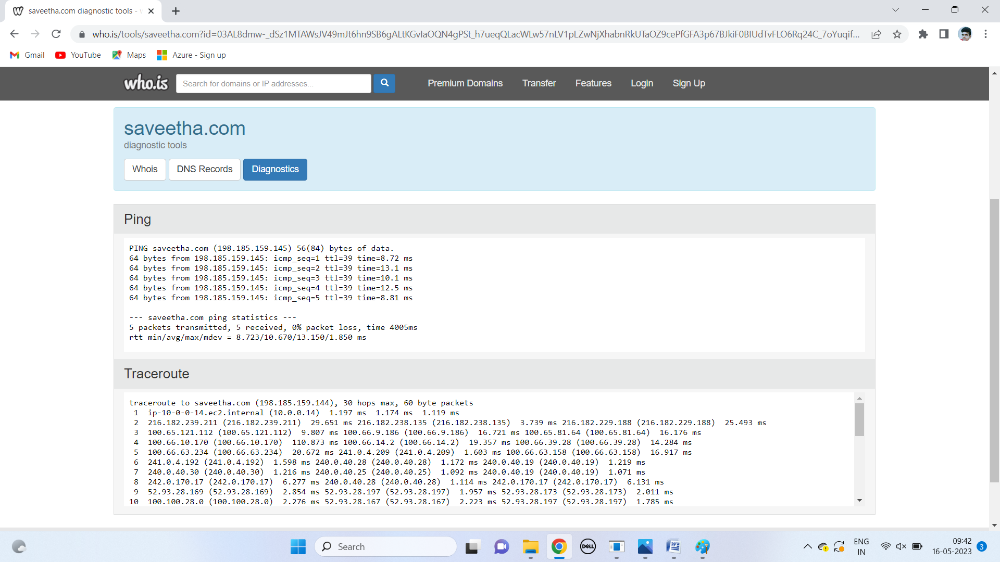 saveetha.com diagnostic tools -
who.is/tools/saveetha.com?id=03AL8dmw-_dSz1MTAWsJV49mJt6hn9SB6gALtKGvIaOQN4gPSt_h7ueqQLacWLw57nLV1pLZwNjXhabnRkUTaOZ9cePfGFA3p67BJkiF0BIUdTvFLO6Rq24C_7oYuqif...
Gmail YouTube Maps Azure - Sign up
who.is Search for domains or IP addresses... Premium Domains Transfer Features Login Sign Up
saveetha.com
diagnostic tools
Whois DNS Records Diagnostics
Ping
PING saveetha.com (198.185.159.145) 56(84) bytes of data.
64 bytes from 198.185.159.145: icmp_seq=1 ttl=39 time=8.72 ms
64 bytes from 198.185.159.145: icmp_seq=2 ttl=39 time=13.1 ms
64 bytes from 198.185.159.145: icmp_seq=3 ttl=39 time=10.1 ms
64 bytes from 198.185.159.145: icmp_seq=4 ttl=39 time=12.5 ms
64 bytes from 198.185.159.145: icmp_seq=5 ttl=39 time=8.81 ms
--- saveetha.com ping statistics ---
5 packets transmitted, 5 received, 0% packet loss, time 4005ms
rtt min/avg/max/mdev = 8.723/10.670/13.150/1.850 ms
Traceroute
traceroute to saveetha.com (198.185.159.144), 30 hops max, 60 byte packets
1 ip-10-0-0-14.ec2.internal (10.0.0.14) 1.197 ms 1.174 ms 1.119 ms
2 216.182.239.211 (216.182.239.211) 29.651 ms 216.182.238.135 (216.182.238.135) 3.739 ms 216.182.229.188 (216.182.229.188) 25.493 ms
3 100.65.121.112 (100.65.121.112) 9.807 ms 100.66.9.186 (100.66.9.186) 16.721 ms 100.65.81.64 (100.65.81.64) 16.176 ms
4 100.66.10.170 (100.66.10.170) 110.873 ms 100.66.14.2 (100.66.14.2) 19.357 ms 100.66.39.28 (100.66.39.28) 14.284 ms
5 100.66.63.234 (100.66.63.234) 20.672 ms 241.0.4.209 (241.0.4.209) 1.603 ms 100.66.63.158 (100.66.63.158) 16.917 ms
6 241.0.4.192 (241.0.4.192) 1.598 ms 240.0.40.28 (240.0.40.28) 1.172 ms 240.0.40.19 (240.0.40.19) 1.219 ms
7 240.0.40.30 (240.0.40.30) 1.216 ms 240.0.40.25 (240.0.40.25) 1.092 ms 240.0.40.19 (240.0.40.19) 1.071 ms
8 242.0.170.17 (242.0.170.17) 6.277 ms 240.0.40.28 (240.0.40.28) 1.114 ms 242.0.170.17 (242.0.170.17) 6.131 ms
9 52.93.28.169 (52.93.28.169) 2.854 ms 52.93.28.197 (52.93.28.197) 1.957 ms 52.93.28.173 (52.93.28.173) 2.011 ms
10 100.100.28.0 (100.100.28.0) 2.276 ms 52.93.28.167 (52.93.28.167) 2.223 ms 52.93.28.197 (52.93.28.197) 1.785 ms
Search DELL ENG 09:42
IN 16-05-2023 3